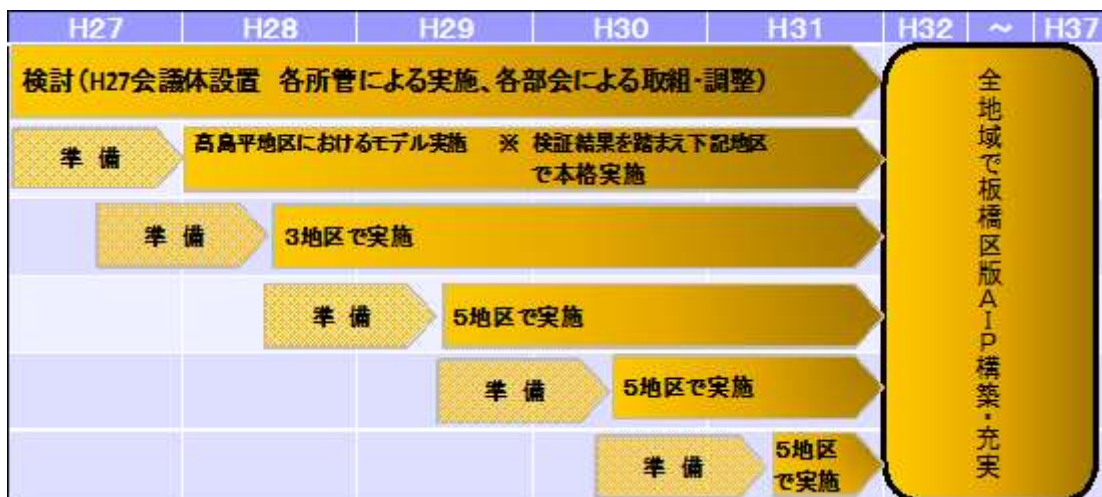 H27 H28 H29 H30 H31 H32 ～ H37
検討（H27会議体設置　各所管による実施、各部会による取組・調整）
準 備
高島平地区におけるモデル実施　※ 検証結果を踏まえ下記地区
で本格実施
準 備
3地区で実施
準 備
5地区で実施
準 備
5地区で実施
準 備
5地区
で実施
全地域で板橋区版AIP構築・充実